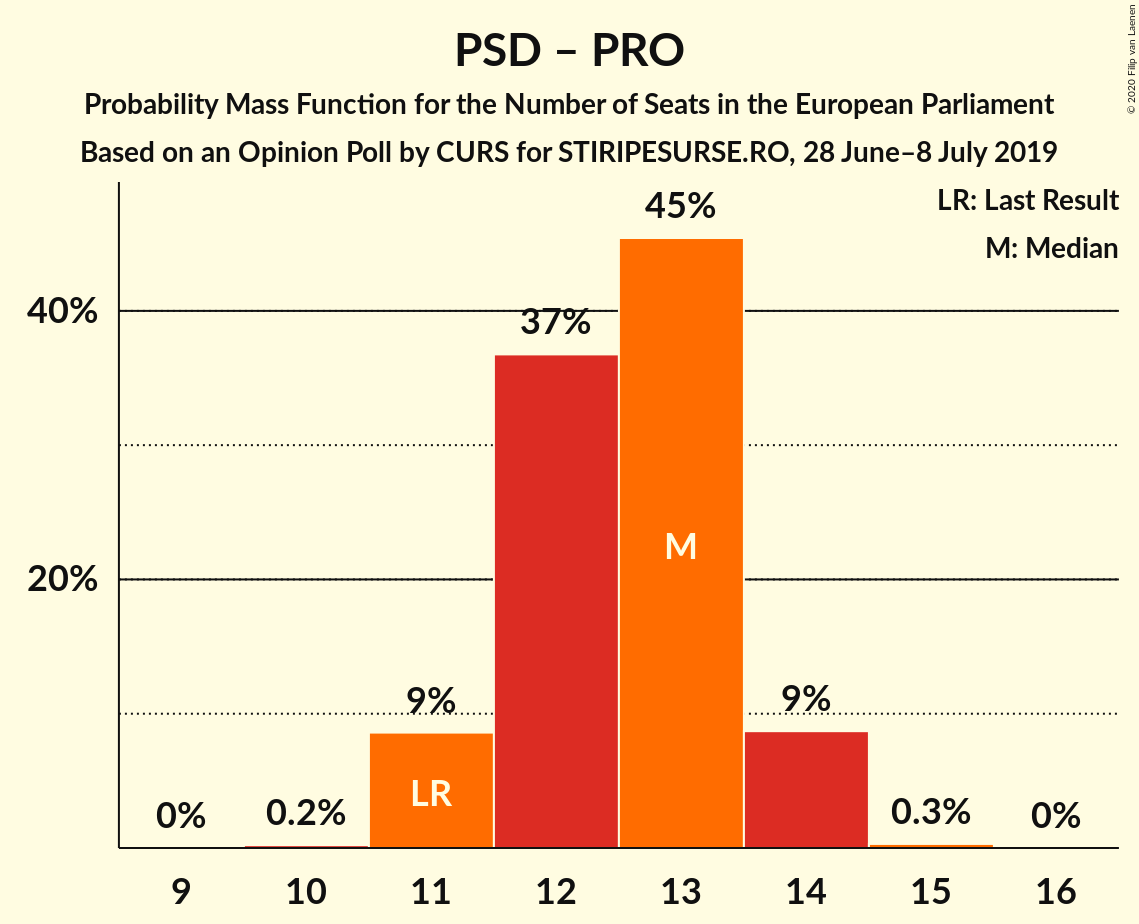 PSD – PRO
Probability Mass Function for the Number of Seats in the European Parliament
Based on an Opinion Poll by CURS for STIRIPESURSE.RO, 28 June–8 July 2019
© 2020 Filip van Laenen
LR: Last Result
M: Median
45%
40%
37%
M
20%
9%
9%
LR
0%
0.2%
0.3%
0%
9 10 11 12 13 14 15 16